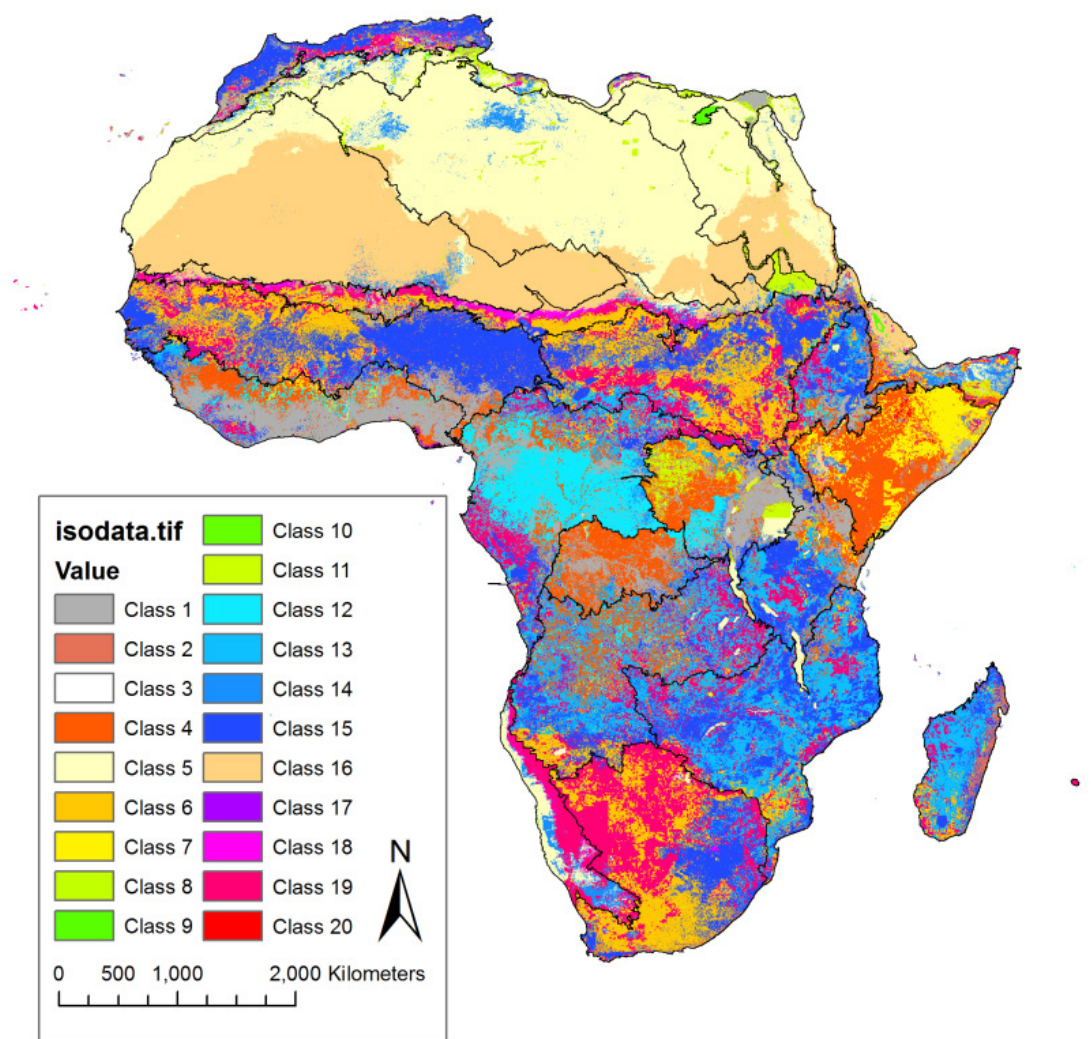 isodata.tif
Value
Class 1
Class 2
Class 3
Class 4
Class 5
Class 6
Class 7
Class 8
Class 9
Class 10
Class 11
Class 12
Class 13
Class 14
Class 15
Class 16
Class 17
Class 18
Class 19
Class 20
N
0 500 1,000 2,000 Kilometers